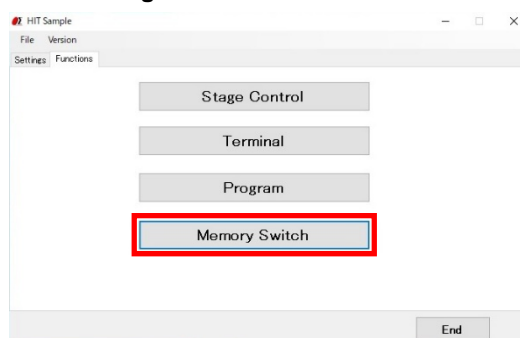 HIT Sample
File Version
Settings Functions
Stage Control
Terminal
Program
Memory Switch
End